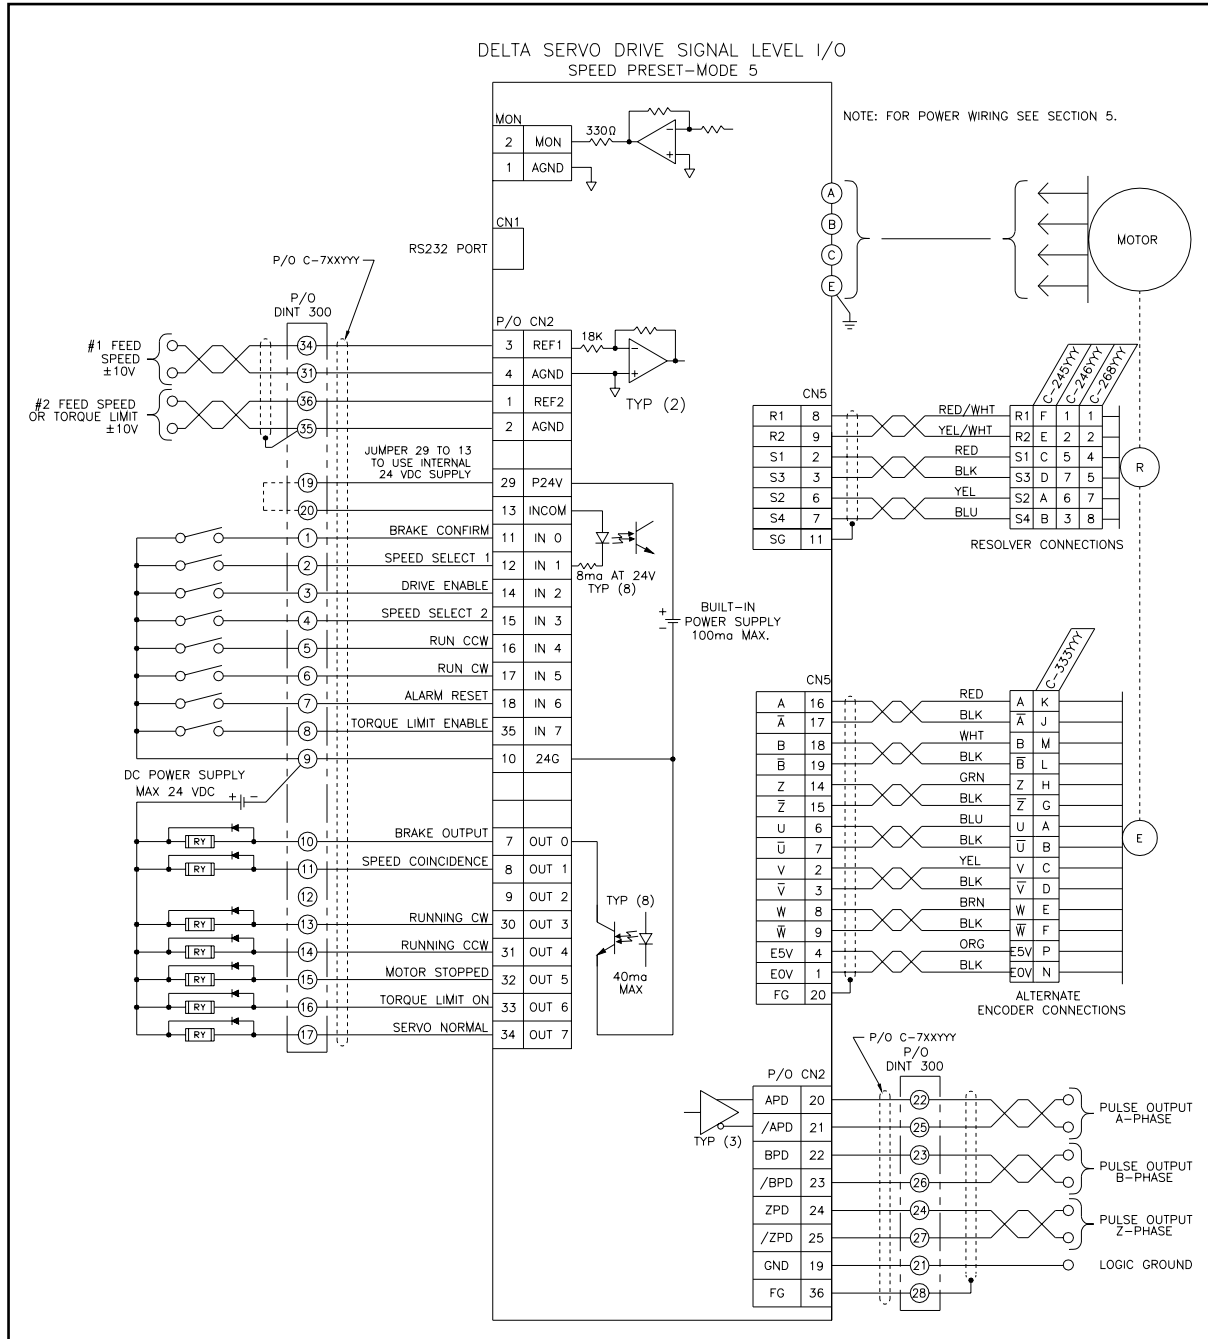 DELTA SERVO DRIVE SIGNAL LEVEL I/O
SPEED PRESET-MODE 5
NOTE: FOR POWER WIRING SEE SECTION 5.
MON
2 MON
1 AGND
330Ω
CN1
RS232 PORT
A
B
C
E
MOTOR
P/O C-7XXYYY
P/O
DINT 300
#1 FEED
SPEED
±10V
#2 FEED SPEED
OR TORQUE LIMIT
±10V
34
31
36
35
P/O CN2
3 REF1
4 AGND
1 REF2
2 AGND
18K
TYP (2)
JUMPER 29 TO 13
TO USE INTERNAL
24 VDC SUPPLY
19 29 P24V
20 13 INCOM
1 BRAKE CONFIRM 11 IN 0
2 SPEED SELECT 1 12 IN 1
3 DRIVE ENABLE 14 IN 2
4 SPEED SELECT 2 15 IN 3
5 RUN CCW 16 IN 4
6 RUN CW 17 IN 5
7 ALARM RESET 18 IN 6
8 TORQUE LIMIT ENABLE 35 IN 7
9 10 24G
8ma AT 24V
TYP (8)
+
−
BUILT-IN
POWER SUPPLY
100ma MAX.
DC POWER SUPPLY
MAX 24 VDC
+ −
RY 10 BRAKE OUTPUT 7 OUT 0
RY 11 SPEED COINCIDENCE 8 OUT 1
12 9 OUT 2
RY 13 RUNNING CW 30 OUT 3
RY 14 RUNNING CCW 31 OUT 4
RY 15 MOTOR STOPPED 32 OUT 5
RY 16 TORQUE LIMIT ON 33 OUT 6
RY 17 SERVO NORMAL 34 OUT 7
TYP (8)
40ma
MAX
CN5
C-245YYY
C-246YYY
C-268YYY
R1 8 RED/WHT R1 F 1 1
R2 9 YEL/WHT R2 E 2 2
S1 2 RED S1 C 5 4
S3 3 BLK S3 D 7 5
S2 6 YEL S2 A 6 7
S4 7 BLU S4 B 3 8
SG 11
R
RESOLVER CONNECTIONS
CN5
C-333YYY
A 16 RED A K
A̅ 17 BLK A̅ J
B 18 WHT B M
B̅ 19 BLK B̅ L
Z 14 GRN Z H
Z̅ 15 BLK Z̅ G
U 6 BLU U A
U̅ 7 BLK U̅ B
V 2 YEL V C
V̅ 3 BLK V̅ D
W 8 BRN W E
W̅ 9 BLK W̅ F
E5V 4 ORG E5V P
E0V 1 BLK E0V N
FG 20
E
ALTERNATE
ENCODER CONNECTIONS
P/O C-7XXYYY
P/O
DINT 300
P/O CN2
TYP (3)
APD 20 22
/APD 21 25
BPD 22 23
/BPD 23 26
ZPD 24 24
/ZPD 25 27
GND 19 21
FG 36 28
PULSE OUTPUT
A-PHASE
PULSE OUTPUT
B-PHASE
PULSE OUTPUT
Z-PHASE
LOGIC GROUND